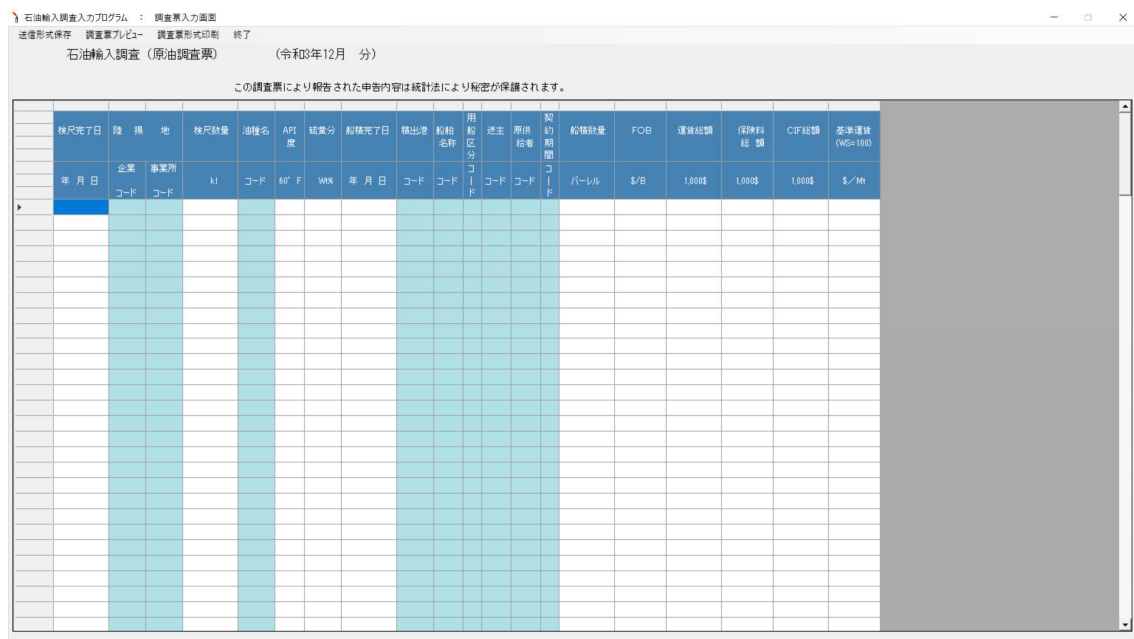 石油輸入調査入力プログラム ： 調査票入力画面
送信形式保存 調査票プレビュー 調査票形式印刷 終了
石油輸入調査（原油調査票） （令和3年12月 分）
この調査票により報告された申告内容は統計法により秘密が保護されます。
検尺完了日 陸 揚 地 検尺数量 油種名 API度 硫黄分 船積完了日 積出港 船舶名称 用船区分 送主 原供給者 契約期間 船積数量 FOB 運賃総額 保険料総 額 CIF総額 基準運賃(WS=100)
年 月 日 企業コード 事業所コード kl コード 60° F Wt% 年 月 日 コード コード コード コード コード コード バーレル $/B 1,000$ 1,000$ 1,000$ $／Mt